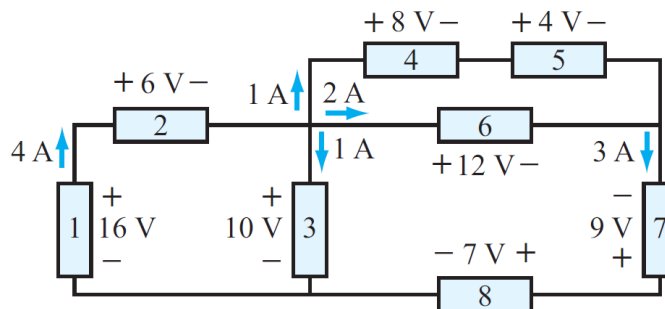 + 8 V − + 4 V −
4 5
+ 6 V − 1 A 2 A
2 6
4 A 1 A + 12 V − 3 A
+ + −
1 16 V 10 V 3 9 V 7
− − +
− 7 V +
8